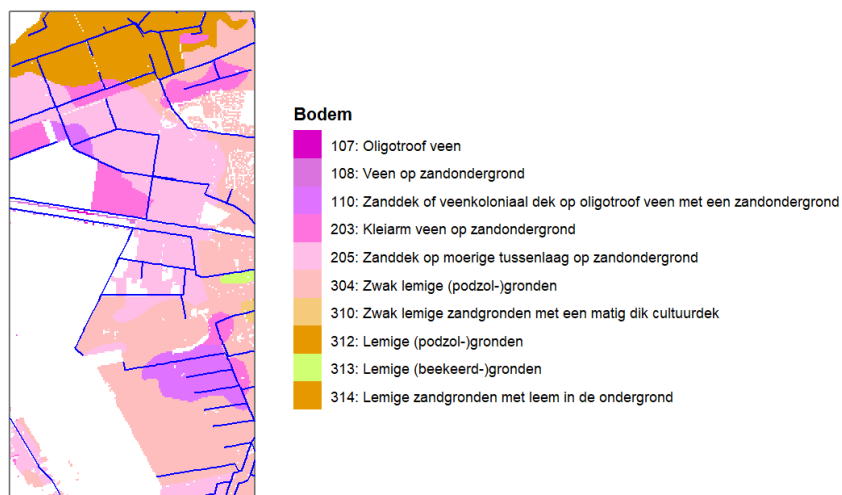 Bodem
107: Oligotroof veen
108: Veen op zandondergrond
110: Zanddek of veenkoloniaal dek op oligotroof veen met een zandondergrond
203: Kleiarm veen op zandondergrond
205: Zanddek op moerige tussenlaag op zandondergrond
304: Zwak lemige (podzol-)gronden
310: Zwak lemige zandgronden met een matig dik cultuurdek
312: Lemige (podzol-)gronden
313: Lemige (beekeerd-)gronden
314: Lemige zandgronden met leem in de ondergrond